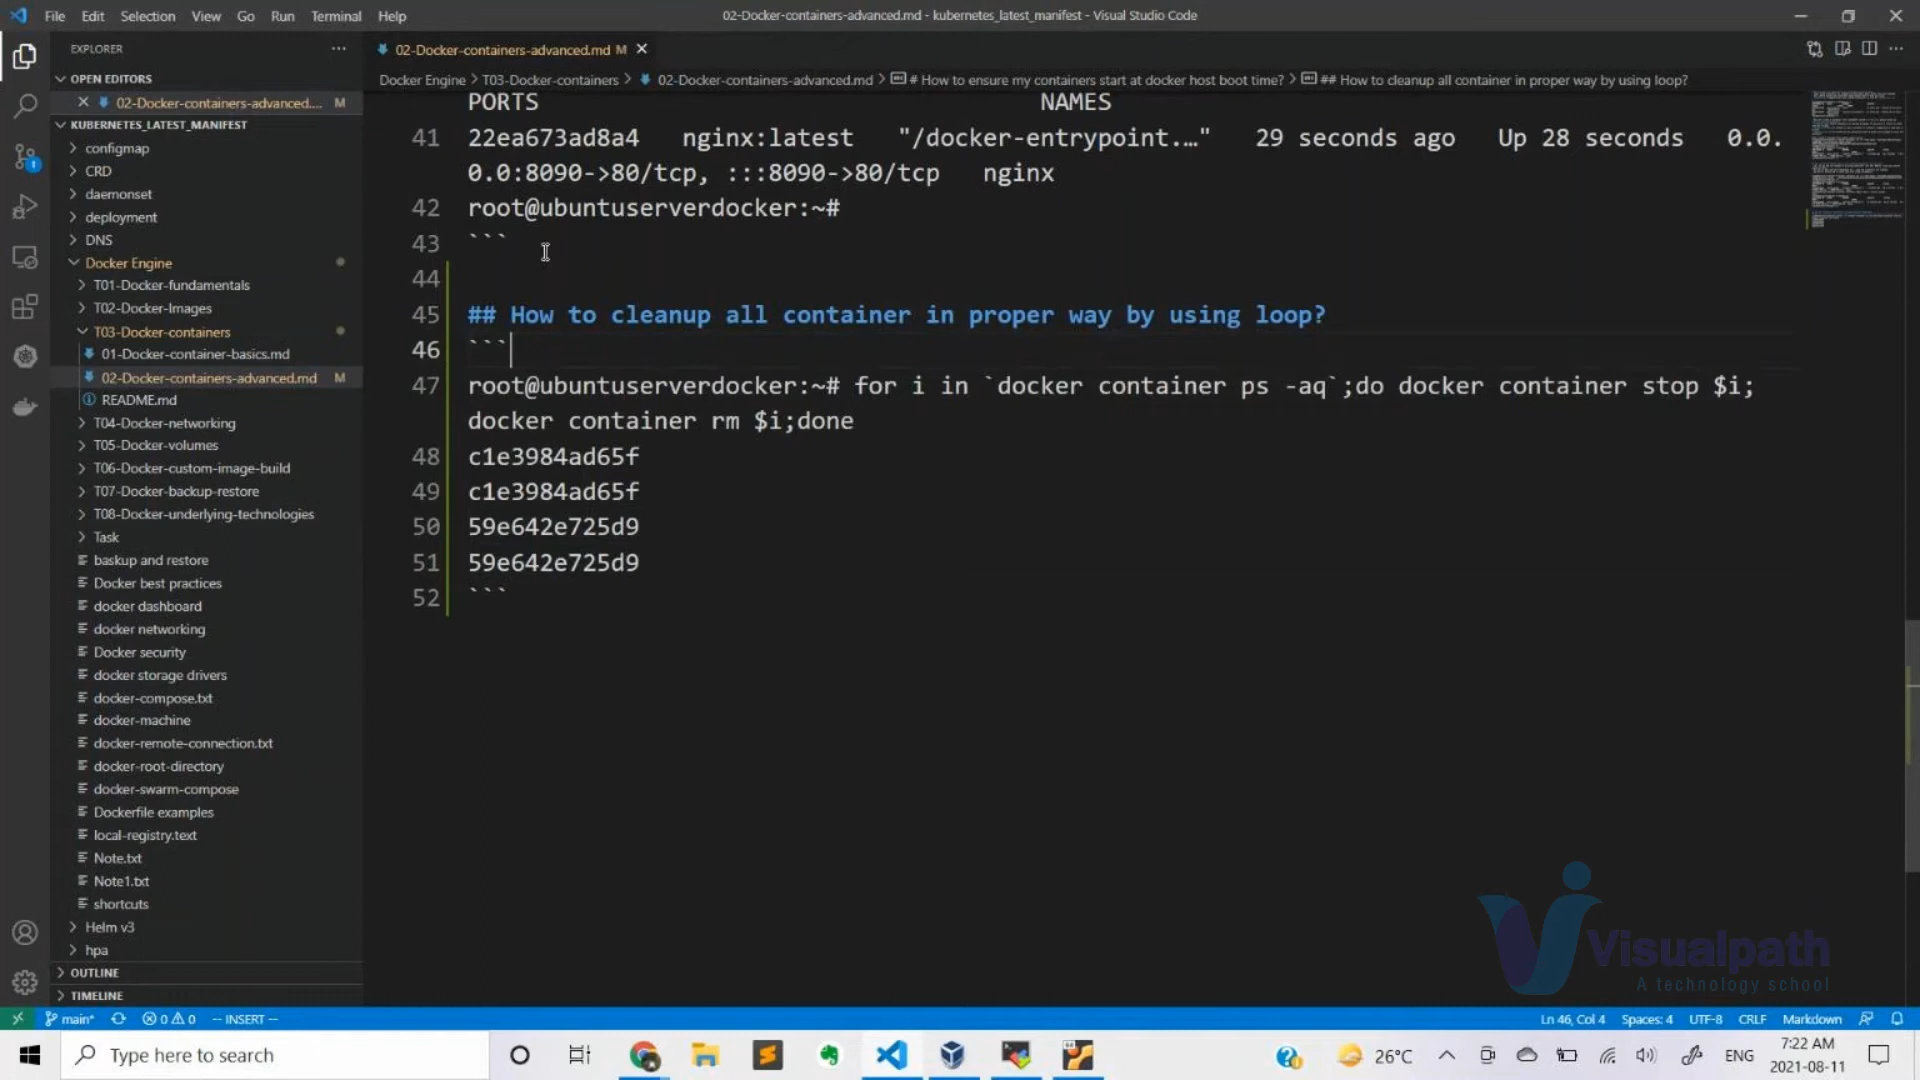 File Edit Selection View Go Run Terminal Help
02-Docker-containers-advanced.md - kubernetes_latest_manifest - Visual Studio Code
EXPLORER
OPEN EDITORS
02-Docker-containers-advanced.... M
KUBERNETES_LATEST_MANIFEST
configmap
CRD
daemonset
deployment
DNS
Docker Engine
T01-Docker-fundamentals
T02-Docker-Images
T03-Docker-containers
01-Docker-container-basics.md
02-Docker-containers-advanced.md M
README.md
T04-Docker-networking
T05-Docker-volumes
T06-Docker-custom-image-build
T07-Docker-backup-restore
T08-Docker-underlying-technologies
Task
baskup and restore
Docker best practices
docker dashboard
docker networking
Docker security
docker storage drivers
docker-compose.txt
docker-machine
docker-remote-connection.txt
docker-root-directory
docker-swarm-compose
Dockerfile examples
local-registry.text
Note.txt
Note1.txt
shortcuts
Helm v3
hpa
OUTLINE
TIMELINE
02-Docker-containers-advanced.md M
Docker Engine > T03-Docker-containers > 02-Docker-containers-advanced.md > # How to ensure my containers start at docker host boot time? > ## How to cleanup all container in proper way by using loop?
PORTS NAMES
41 22ea673ad8a4 nginx:latest "/docker-entrypoint.…" 29 seconds ago Up 28 seconds 0.0.
0.0:8090->80/tcp, :::8090->80/tcp nginx
42 root@ubuntuserverdocker:~#
43 ```
44
45 ## How to cleanup all container in proper way by using loop?
46 ```
47 root@ubuntuserverdocker:~# for i in `docker container ps -aq`;do docker container stop $i;
docker container rm $i;done
48 c1e3984ad65f
49 c1e3984ad65f
50 59e642e725d9
51 59e642e725d9
52 ```
Visualpath
A technology school
1
main* 0 0 -- INSERT --
Ln 46, Col 4 Spaces: 4 UTF-8 CRLF Markdown
Type here to search
26°C ENG
7:22 AM
2021-08-11